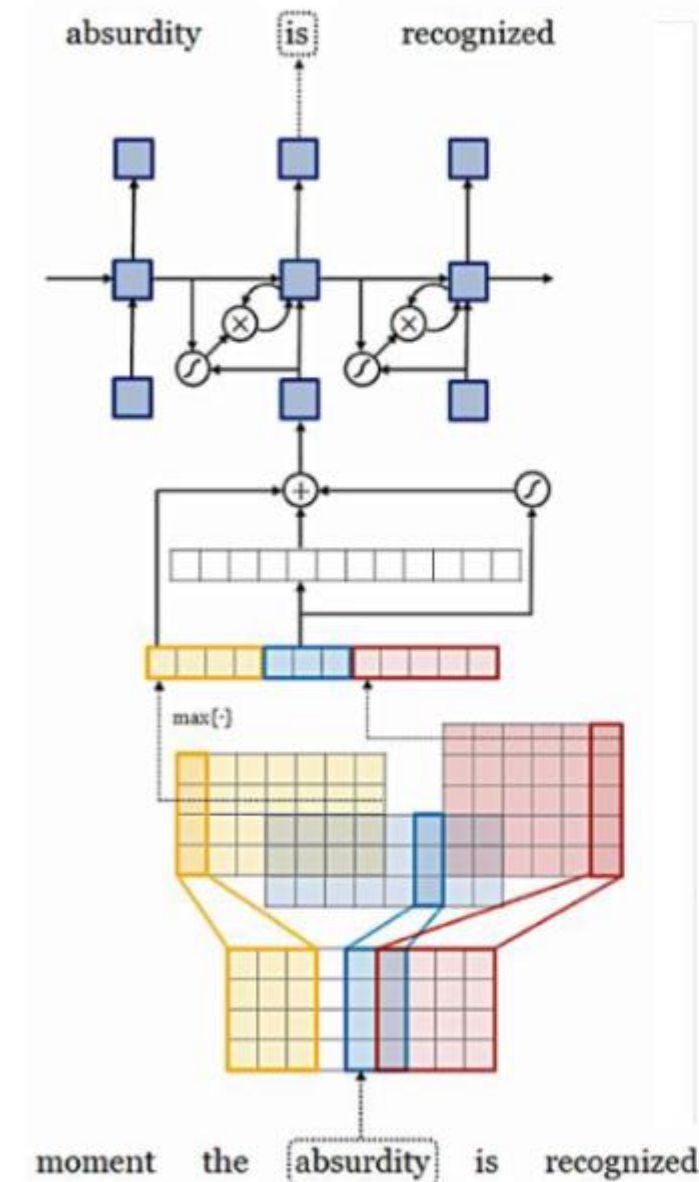 absurdity is recognized
max[·]
moment the absurdity is recognized